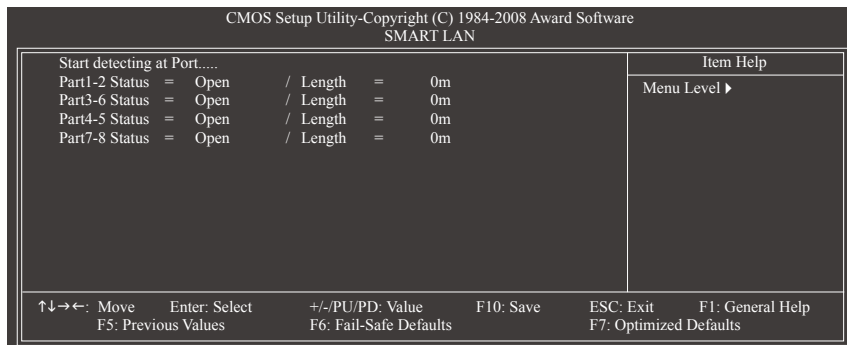 CMOS Setup Utility-Copyright (C) 1984-2008 Award Software
SMART LAN
Start detecting at Port.....
Part1-2 Status = Open / Length = 0m
Part3-6 Status = Open / Length = 0m
Part4-5 Status = Open / Length = 0m
Part7-8 Status = Open / Length = 0m
Item Help
Menu Level ▶
↑↓→←: Move Enter: Select +/-/PU/PD: Value F10: Save ESC: Exit F1: General Help
F5: Previous Values F6: Fail-Safe Defaults F7: Optimized Defaults